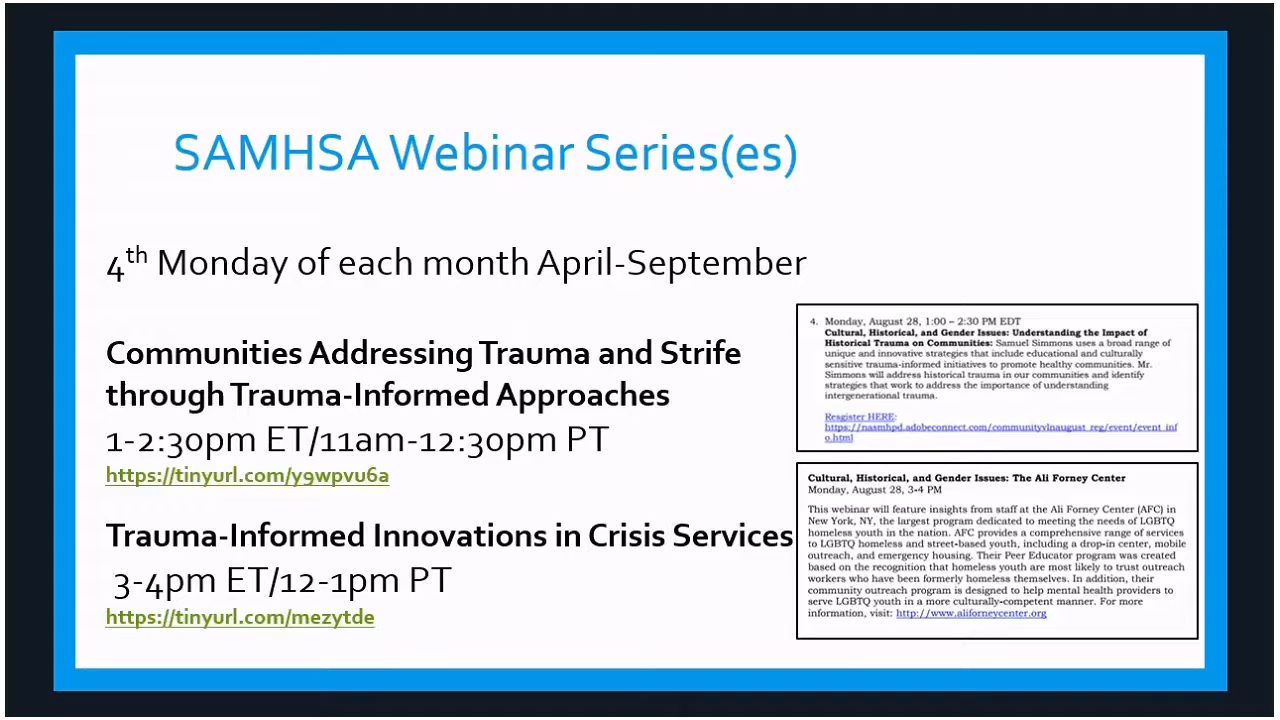 SAMHSA Webinar Series(es)
4th Monday of each month April-September
Communities Addressing Trauma and Strife
through Trauma-Informed Approaches
1-2:30pm ET/11am-12:30pm PT
https://tinyurl.com/y9wpvu6a
Trauma-Informed Innovations in Crisis Services
3-4pm ET/12-1pm PT
https://tinyurl.com/mezytde
4. Monday, August 28, 1:00 – 2:30 PM EDT
Cultural, Historical, and Gender Issues: Understanding the Impact of
Historical Trauma on Communities: Samuel Simmons uses a broad range of
unique and innovative strategies that include educational and culturally
sensitive trauma-informed initiatives to promote healthy communities. Mr.
Simmons will address historical trauma in our communities and identify
strategies that work to address the importance of understanding
intergenerational trauma.
Resgister HERE:
https://nasmhpd.adobeconnect.com/communityvlnaugust_reg/event/event_inf
o.html
Cultural, Historical, and Gender Issues: The Ali Forney Center
Monday, August 28, 3-4 PM
This webinar will feature insights from staff at the Ali Forney Center (AFC) in
New York, NY, the largest program dedicated to meeting the needs of LGBTQ
homeless youth in the nation. AFC provides a comprehensive range of services
to LGBTQ homeless and street-based youth, including a drop-in center, mobile
outreach, and emergency housing. Their Peer Educator program was created
based on the recognition that homeless youth are most likely to trust outreach
workers who have been formerly homeless themselves. In addition, their
community outreach program is designed to help mental health providers to
serve LGBTQ youth in a more culturally-competent manner. For more
information, visit: http://www.aliforneycenter.org